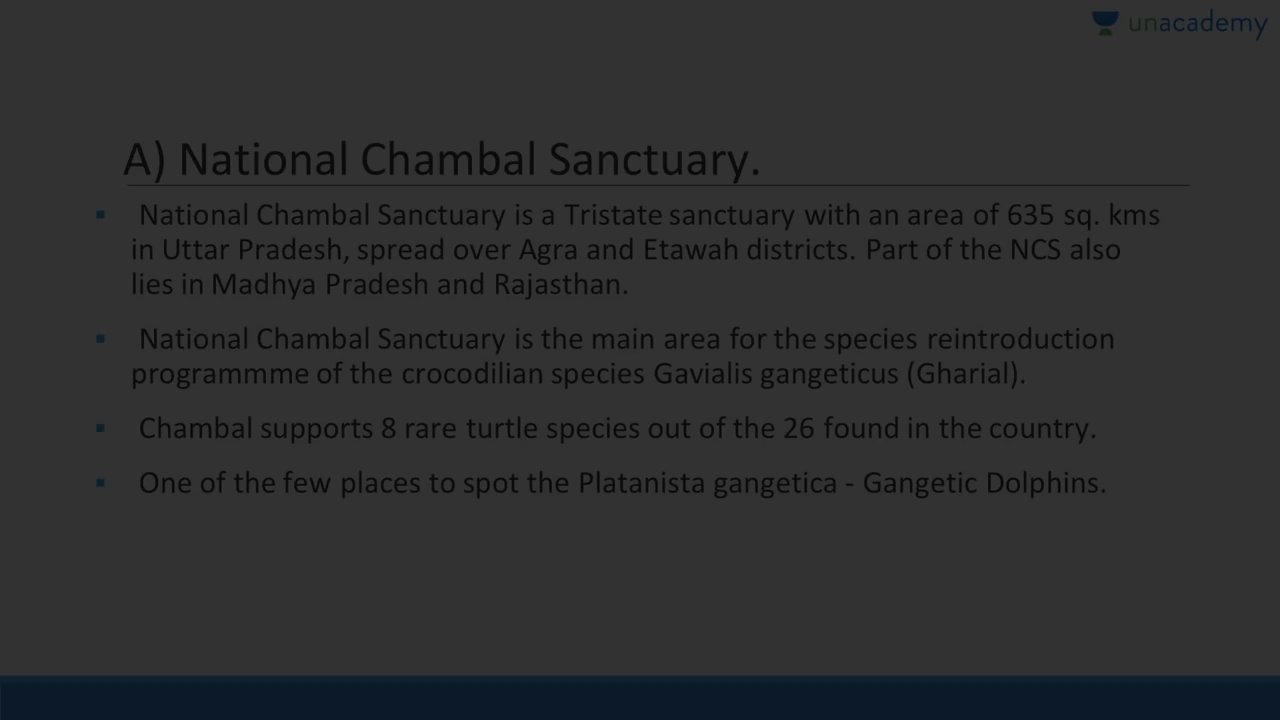 unacademy
A) National Chambal Sanctuary.
▪ National Chambal Sanctuary is a Tristate sanctuary with an area of 635 sq. kms
in Uttar Pradesh, spread over Agra and Etawah districts. Part of the NCS also
lies in Madhya Pradesh and Rajasthan.
▪ National Chambal Sanctuary is the main area for the species reintroduction
programmme of the crocodilian species Gavialis gangeticus (Gharial).
▪ Chambal supports 8 rare turtle species out of the 26 found in the country.
▪ One of the few places to spot the Platanista gangetica - Gangetic Dolphins.